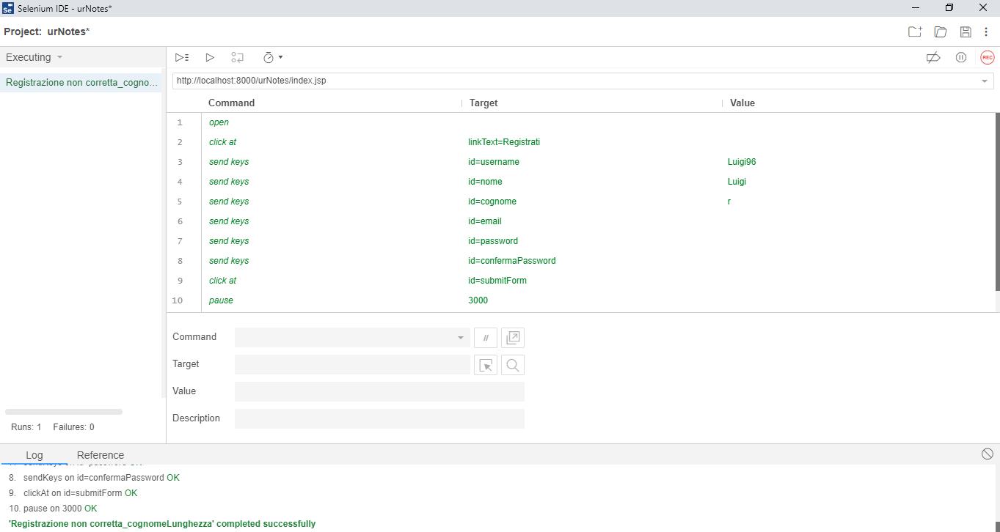 Selenium IDE - urNotes*
Project: urNotes*
Executing
Registrazione non corretta_cogno...
http://localhost:8000/urNotes/index.jsp
Command Target Value
1 open
2 click at linkText=Registrati
3 send keys id=username Luigi96
4 send keys id=nome Luigi
5 send keys id=cognome r
6 send keys id=email
7 send keys id=password
8 send keys id=confermaPassword
9 click at id=submitForm
10 pause 3000
Command //
Target
Value
Description
Runs: 1 Failures: 0
REC
Log Reference
8. sendKeys on id=confermaPassword OK
9. clickAt on id=submitForm OK
10. pause on 3000 OK
'Registrazione non corretta_cognomeLunghezza' completed successfully